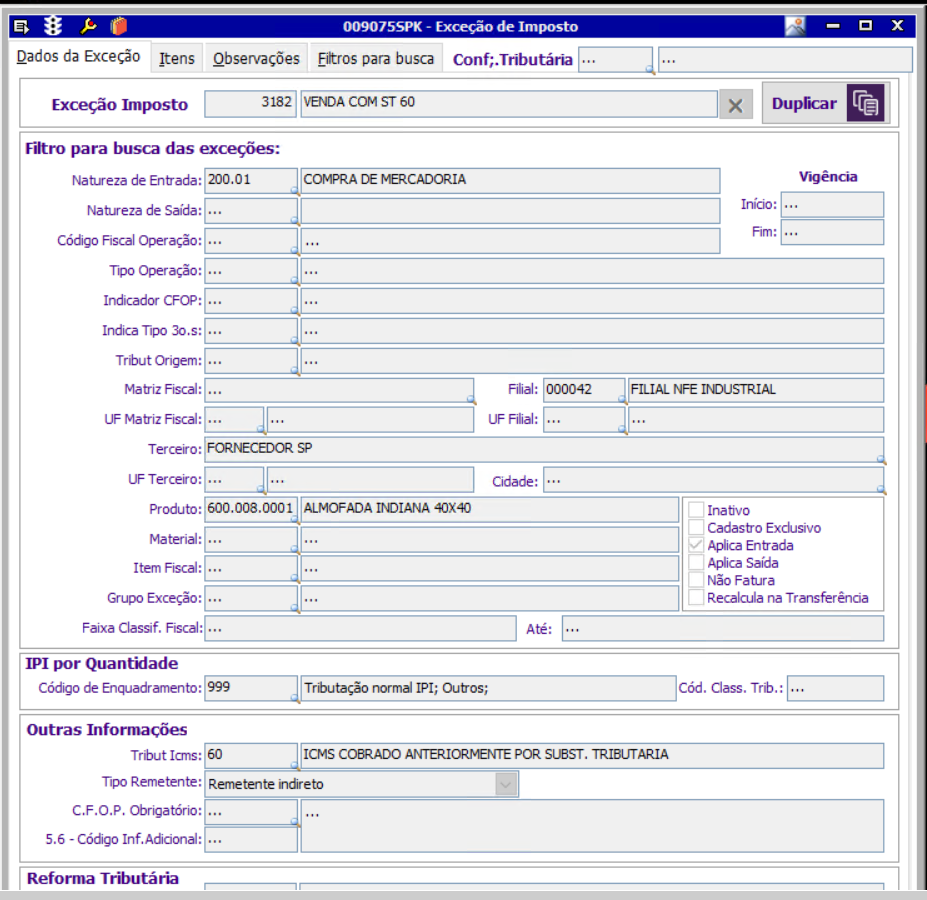 009075SPK - Exceção de Imposto
Dados da Exceção Itens Observações Filtros para busca Conf;.Tributária ... ...
Exceção Imposto 3182 VENDA COM ST 60 Duplicar
Filtro para busca das exceções:
Natureza de Entrada: 200.01 COMPRA DE MERCADORIA Vigência
Natureza de Saída: ... Início: ...
Código Fiscal Operação: ... ... Fim: ...
Tipo Operação: ... ...
Indicador CFOP: ... ...
Indica Tipo 3o.s: ... ...
Tribut Origem: ... ...
Matriz Fiscal: ... Filial: 000042 FILIAL NFE INDUSTRIAL
UF Matriz Fiscal: ... ... UF Filial: ... ...
Terceiro: FORNECEDOR SP
UF Terceiro: ... ... Cidade: ...
Produto: 600.008.0001 ALMOFADA INDIANA 40X40 Inativo
Cadastro Exclusivo
Material: ... ... Aplica Entrada
Aplica Saída
Item Fiscal: ... ... Não Fatura
Grupo Exceção: ... ... Recalcula na Transferência
Faixa Classif. Fiscal: ... Até: ...
IPI por Quantidade
Código de Enquadramento: 999 Tributação normal IPI; Outros; Cód. Class. Trib.: ...
Outras Informações
Tribut Icms: 60 ICMS COBRADO ANTERIORMENTE POR SUBST. TRIBUTARIA
Tipo Remetente: Remetente indireto
C.F.O.P. Obrigatório: ... ...
5.6 - Código Inf.Adicional: ...
Reforma Tributária